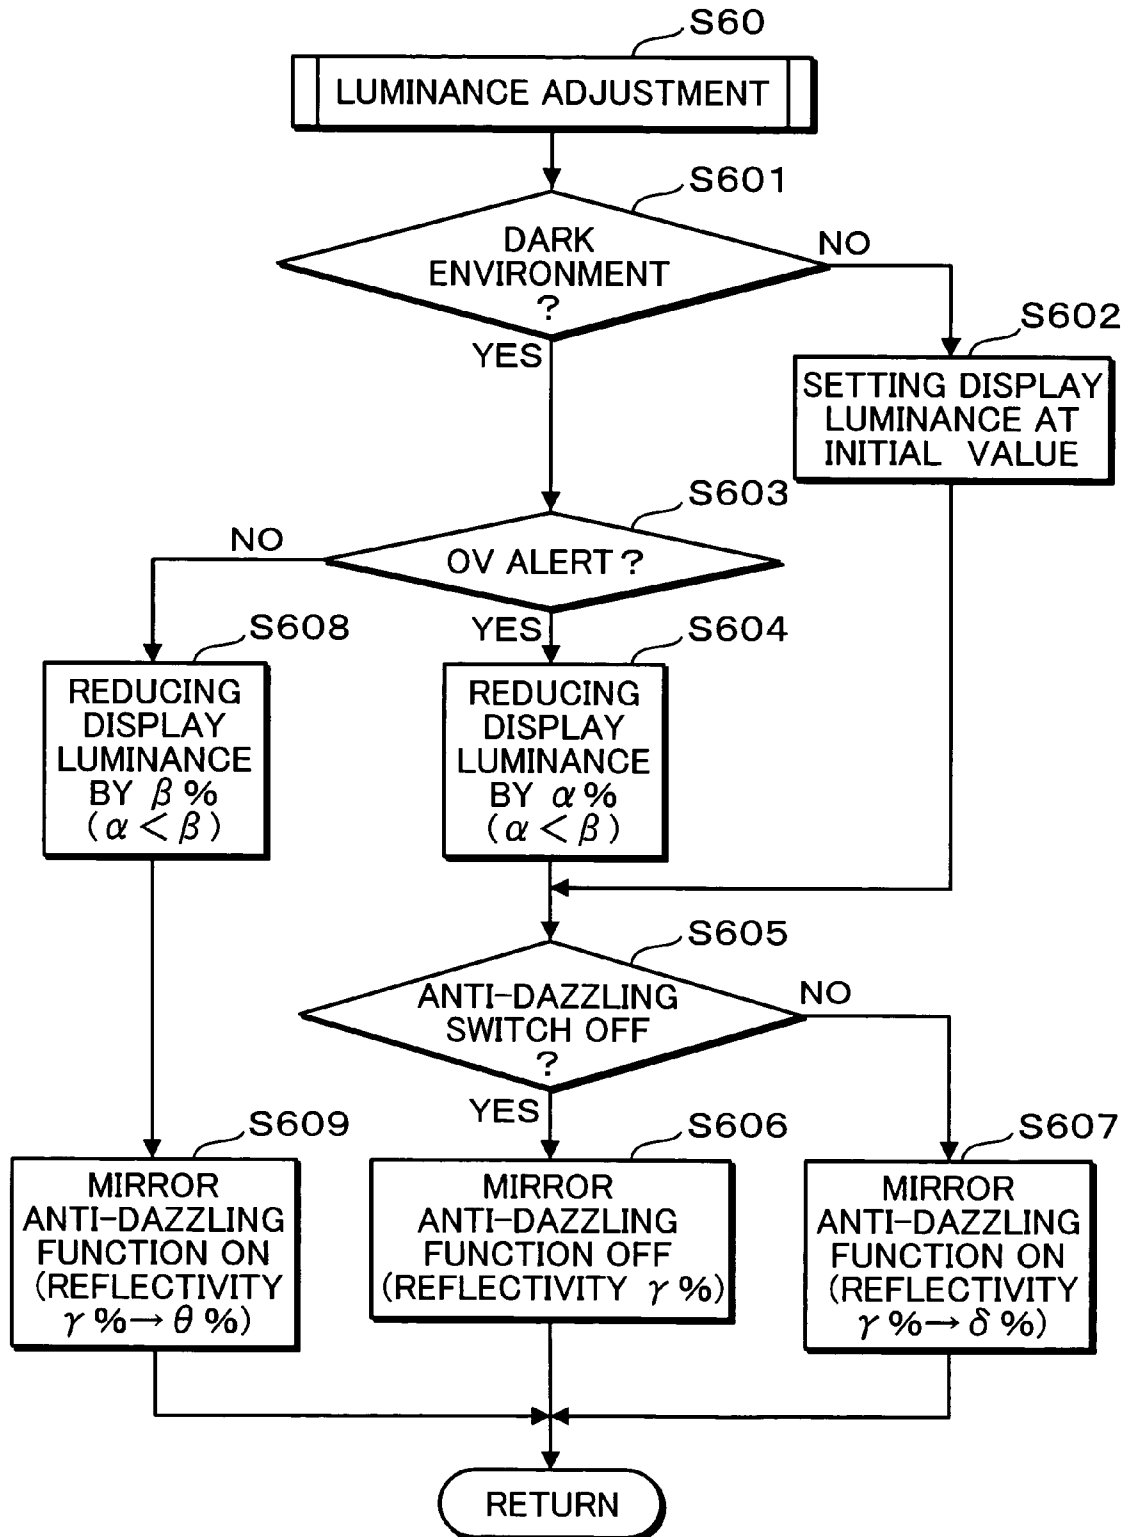 S60
LUMINANCE ADJUSTMENT
S601
DARK
ENVIRONMENT
?
NO
YES
S602
SETTING DISPLAY
LUMINANCE AT
INITIAL VALUE
S603
OV ALERT ?
NO
YES
S608
REDUCING
DISPLAY
LUMINANCE
BY β %
(α < β)
S604
REDUCING
DISPLAY
LUMINANCE
BY α %
(α < β)
S605
ANTI-DAZZLING
SWITCH OFF
?
NO
YES
S609
MIRROR
ANTI-DAZZLING
FUNCTION ON
(REFLECTIVITY
γ %→ θ %)
S606
MIRROR
ANTI-DAZZLING
FUNCTION OFF
(REFLECTIVITY γ %)
S607
MIRROR
ANTI-DAZZLING
FUNCTION ON
(REFLECTIVITY
γ %→ δ %)
RETURN